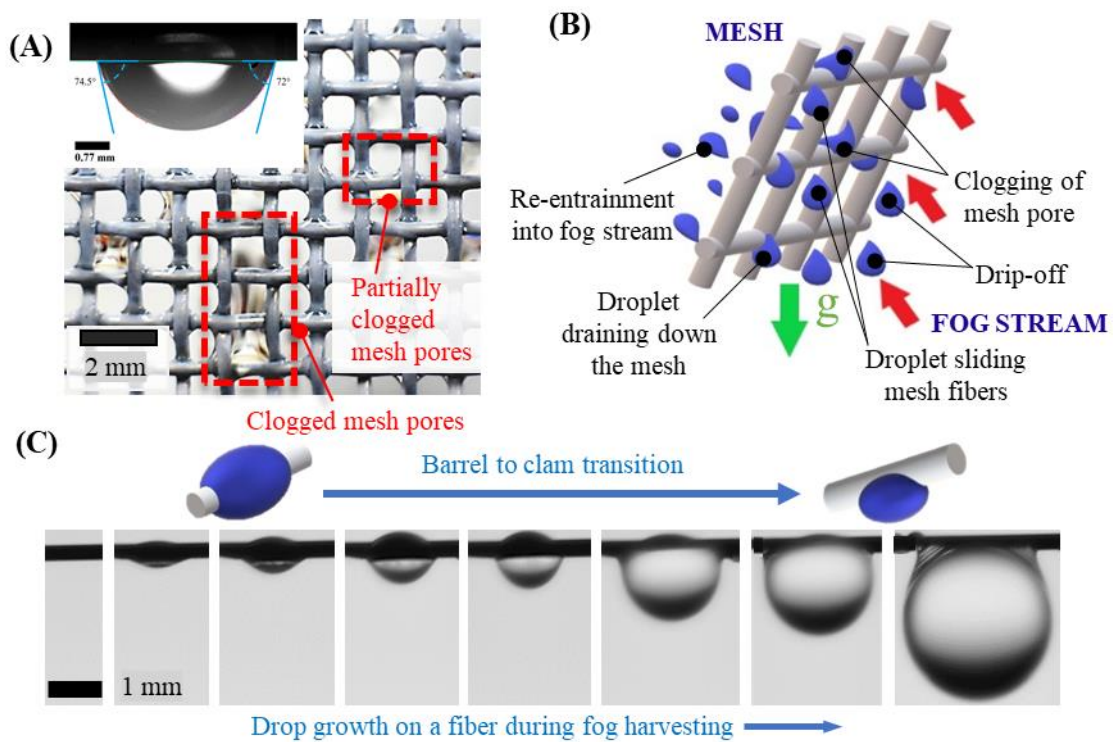 (A)
74.5°
72°
0.77 mm
2 mm
Partially
clogged
mesh pores
Clogged mesh pores
(B)
MESH
Re-entrainment
into fog stream
Clogging of
mesh pore
Drip-off
Droplet
draining down
the mesh
g
FOG STREAM
Droplet sliding
mesh fibers
(C)
Barrel to clam transition
1 mm
Drop growth on a fiber during fog harvesting